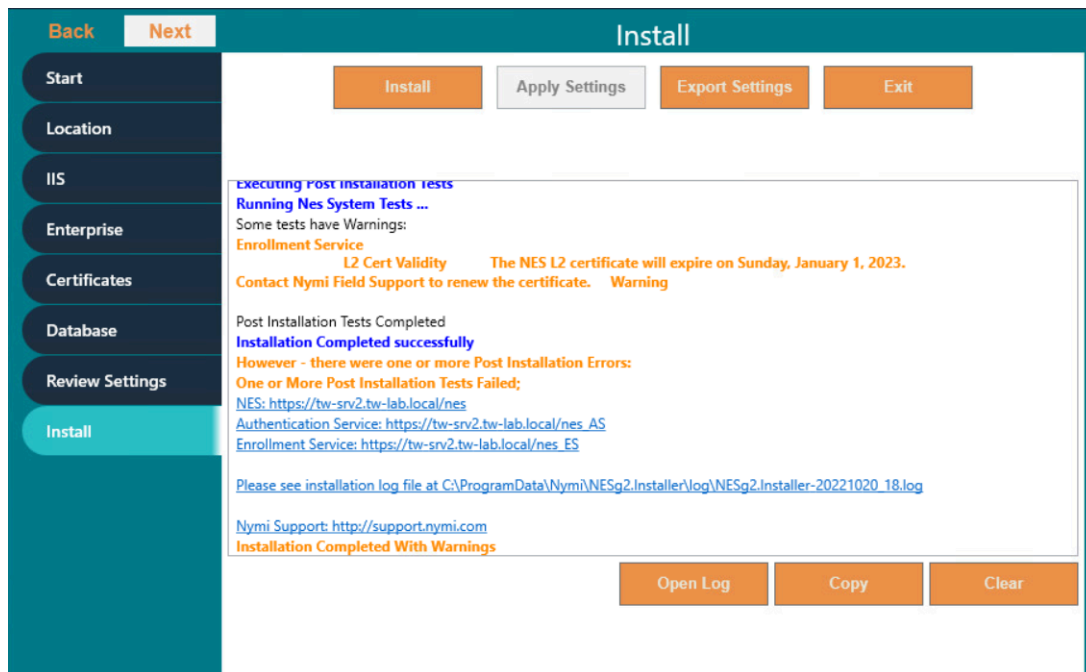 Back
Next
Install
Start
Location
IIS
Enterprise
Certificates
Database
Review Settings
Install
Install
Apply Settings
Export Settings
Exit
Executing Post Installation Tests
Running Nes System Tests ...
Some tests have Warnings:
Enrollment Service
L2 Cert Validity The NES L2 certificate will expire on Sunday, January 1, 2023.
Contact Nymi Field Support to renew the certificate. Warning
Post Installation Tests Completed
Installation Completed successfully
However - there were one or more Post Installation Errors:
One or More Post Installation Tests Failed;
NES: https://tw-srv2.tw-lab.local/nes
Authentication Service: https://tw-srv2.tw-lab.local/nes_AS
Enrollment Service: https://tw-srv2.tw-lab.local/nes_ES
Please see installation log file at C:\ProgramData\Nymi\NESg2.Installer\log\NESg2.Installer-20221020_18.log
Nymi Support: http://support.nymi.com
Installation Completed With Warnings
Open Log
Copy
Clear